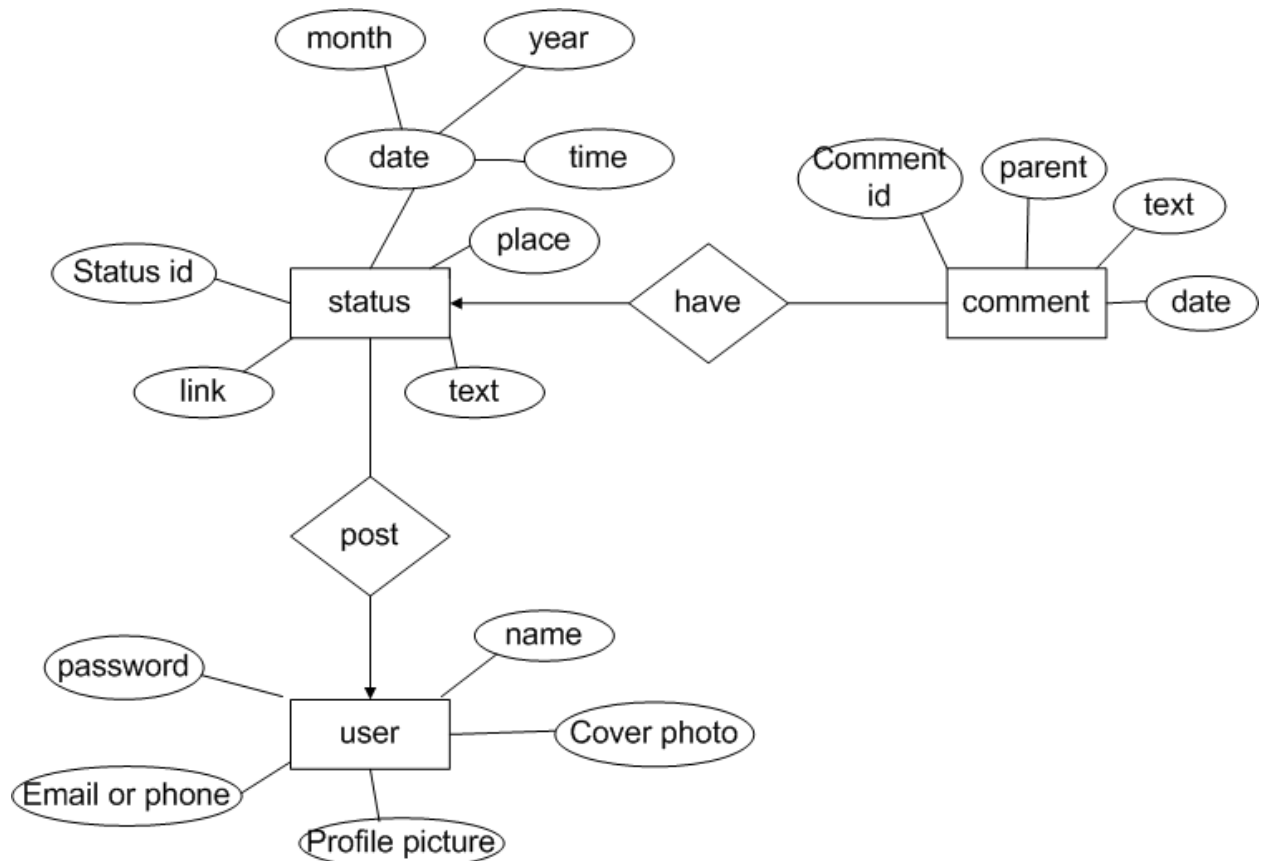 month
year
date
time
Comment
id
parent
text
place
Status id
status
have
comment
date
link
text
post
name
password
user
Cover photo
Email or phone
Profile picture